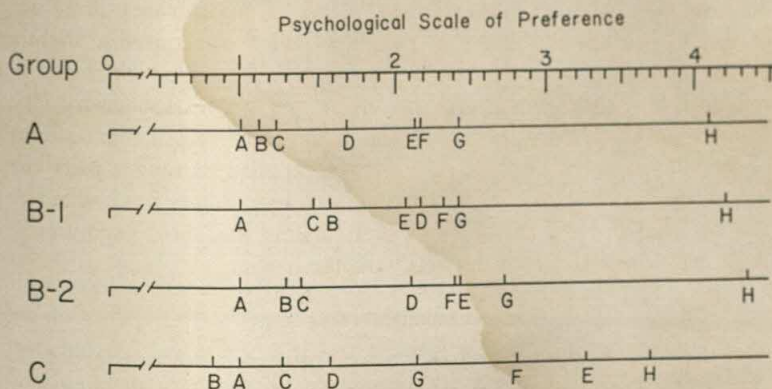 Psychological Scale of Preference
Group 0 1 2 3 4
A A B C D E F G H
B-1 A C B E D F G H
B-2 A B C D F E G H
C B A C D G F E H